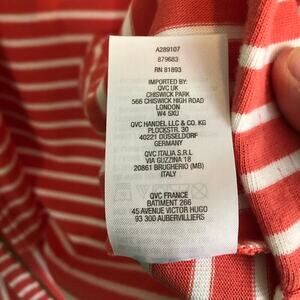 A289107
879683
RN 81893
IMPORTED BY:
QVC UK
CHISWICK PARK
566 CHISWICK HIGH ROAD
LONDON
W4 5XU
QVC HANDEL LLC & CO. KG
PLOCKSTR. 30
40221 DUSSELDORF
GERMANY
QVC ITALIA S.R.L
VIA GUZZINA 18
20861 BRUGHERIO (MB)
ITALY
QVC FRANCE
BATIMENT 266
45 AVENUE VICTOR HUGO
93 300 AUBERVILLIERS